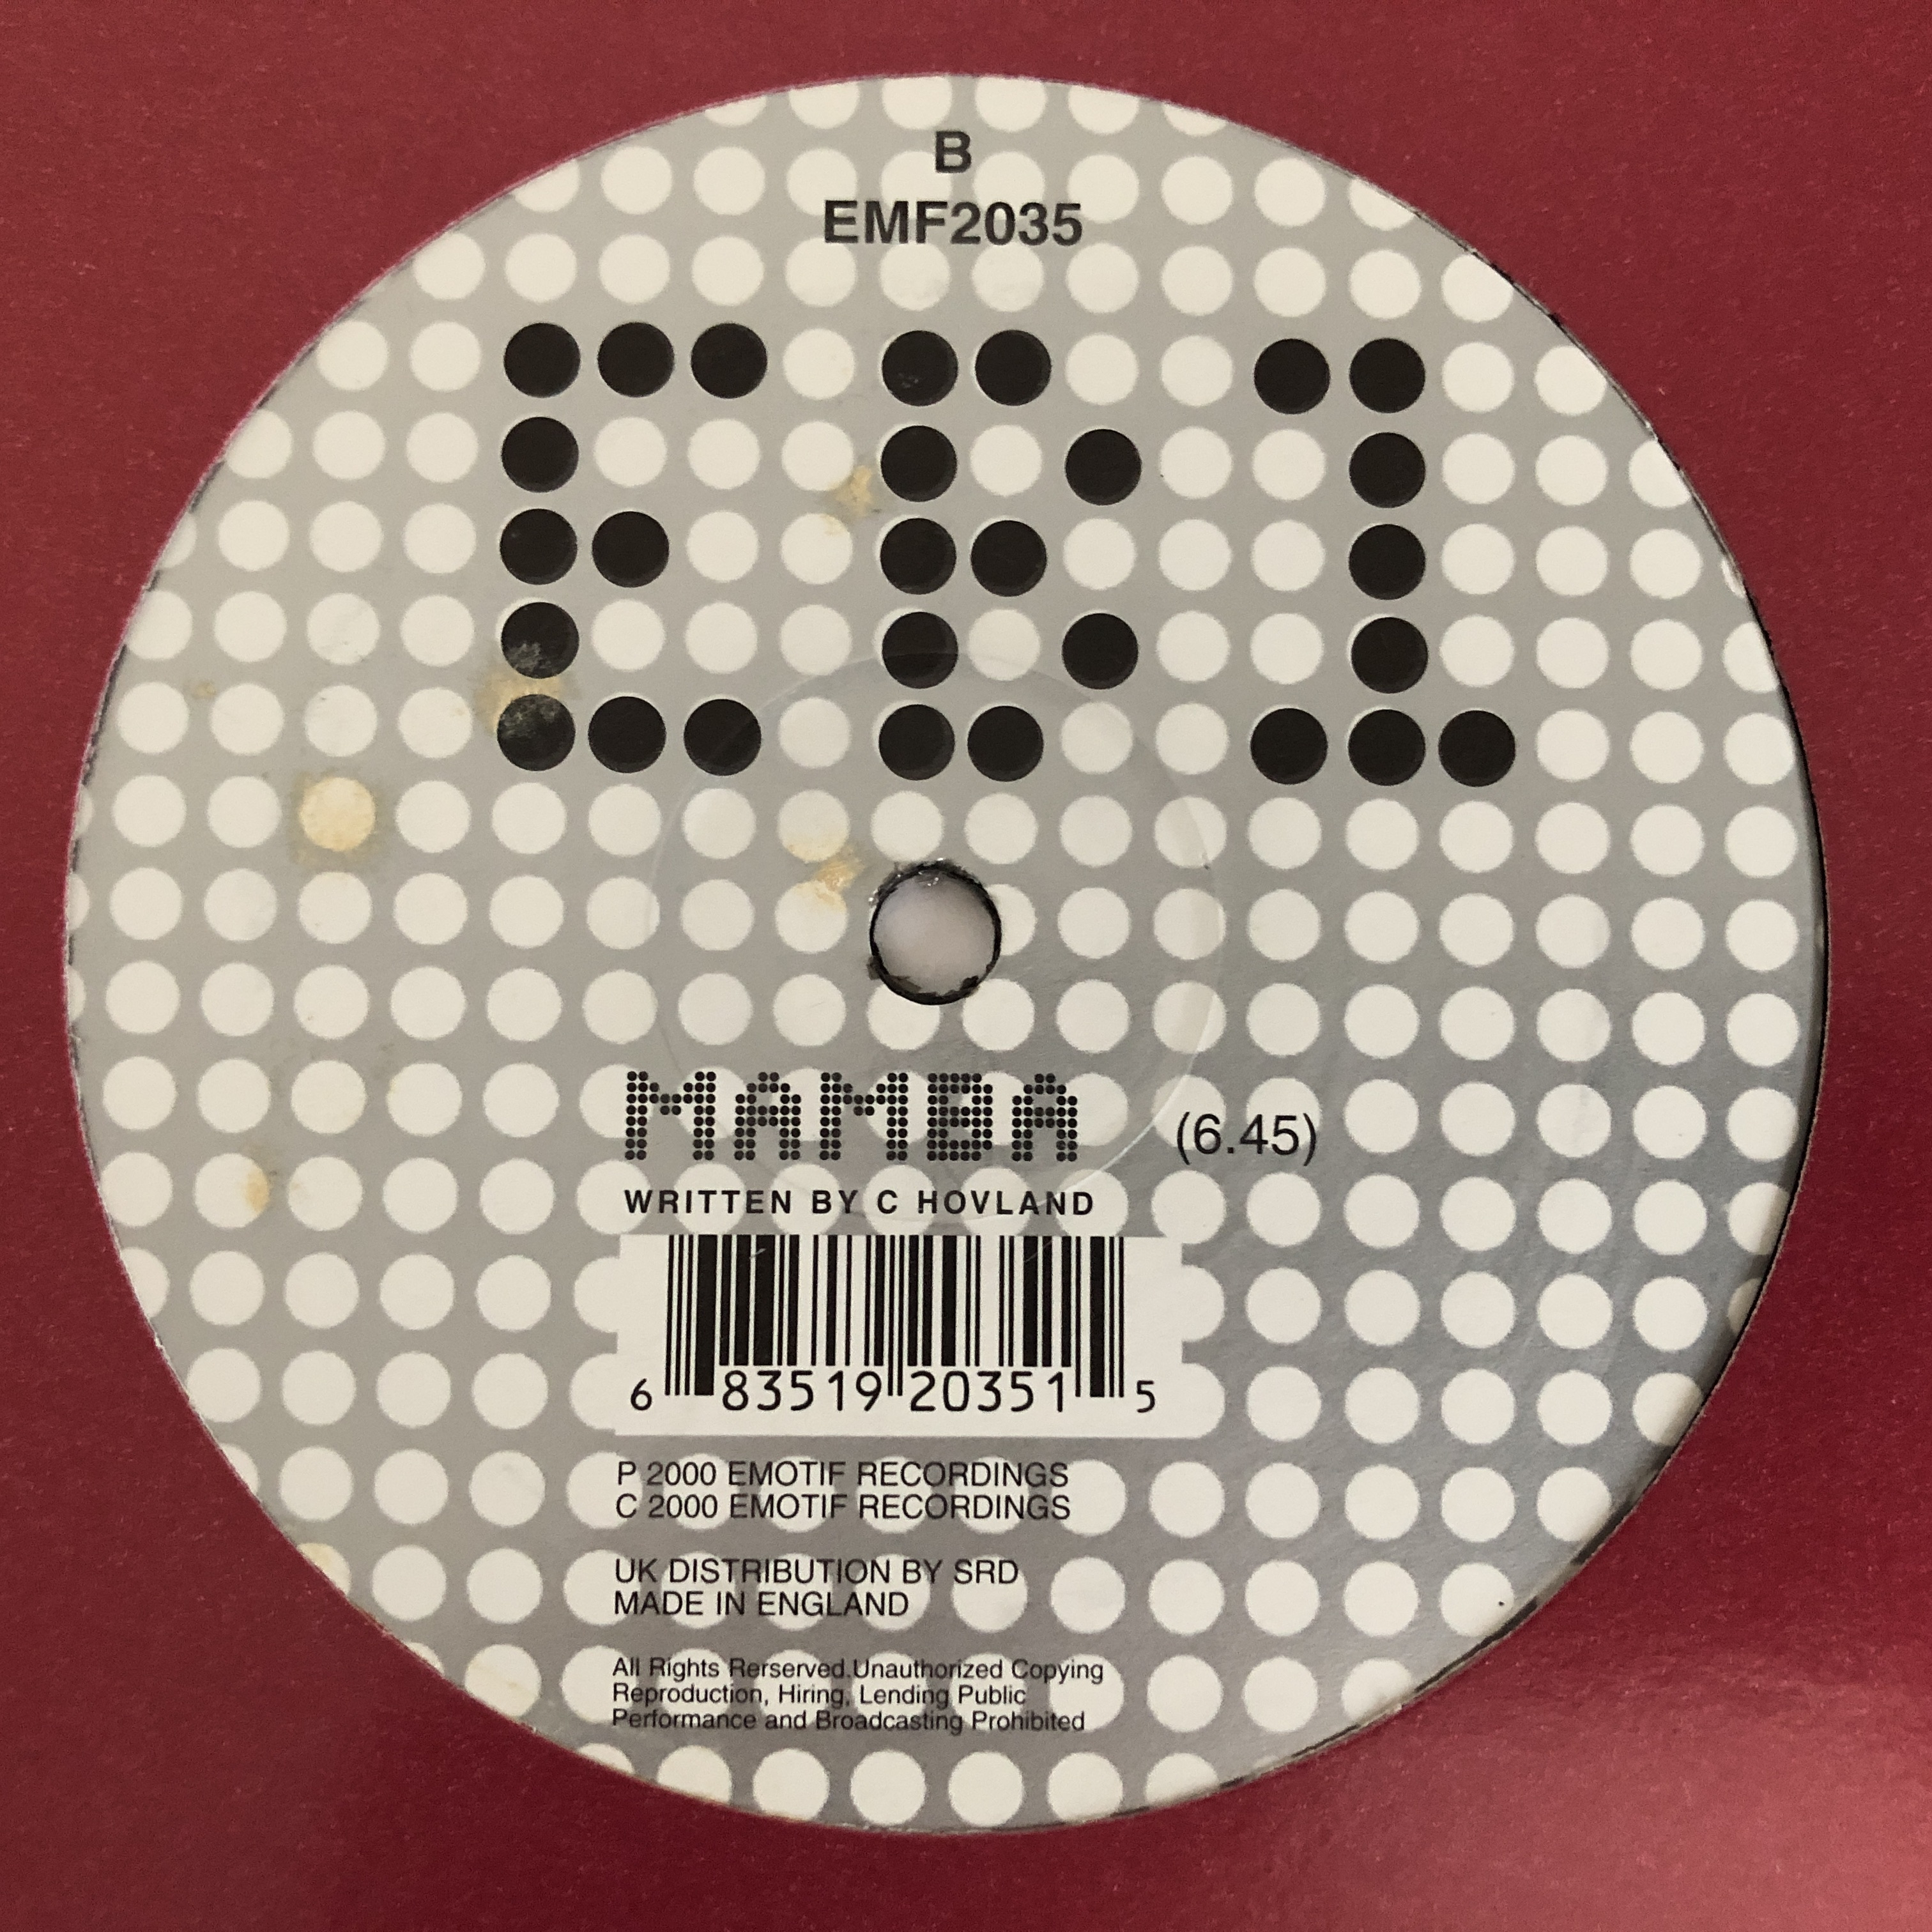 B
EMF2035
EB1
MAMBA (6.45)
WRITTEN BY C HOVLAND
6 83519 20351 5
P 2000 EMOTIF RECORDINGS
C 2000 EMOTIF RECORDINGS
UK DISTRIBUTION BY SRD
MADE IN ENGLAND
All Rights Rerserved.Unauthorized Copying
Reproduction, Hiring, Lending Public
Performance and Broadcasting Prohibited